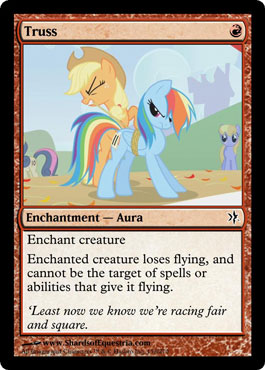 Truss
Enchantment — Aura
Enchant creature
Enchanted creature loses flying, and
cannot be the target of spells or
abilities that give it flying.
'Least now we know we're racing fair
and square.
www.ShardsofEquestria.com